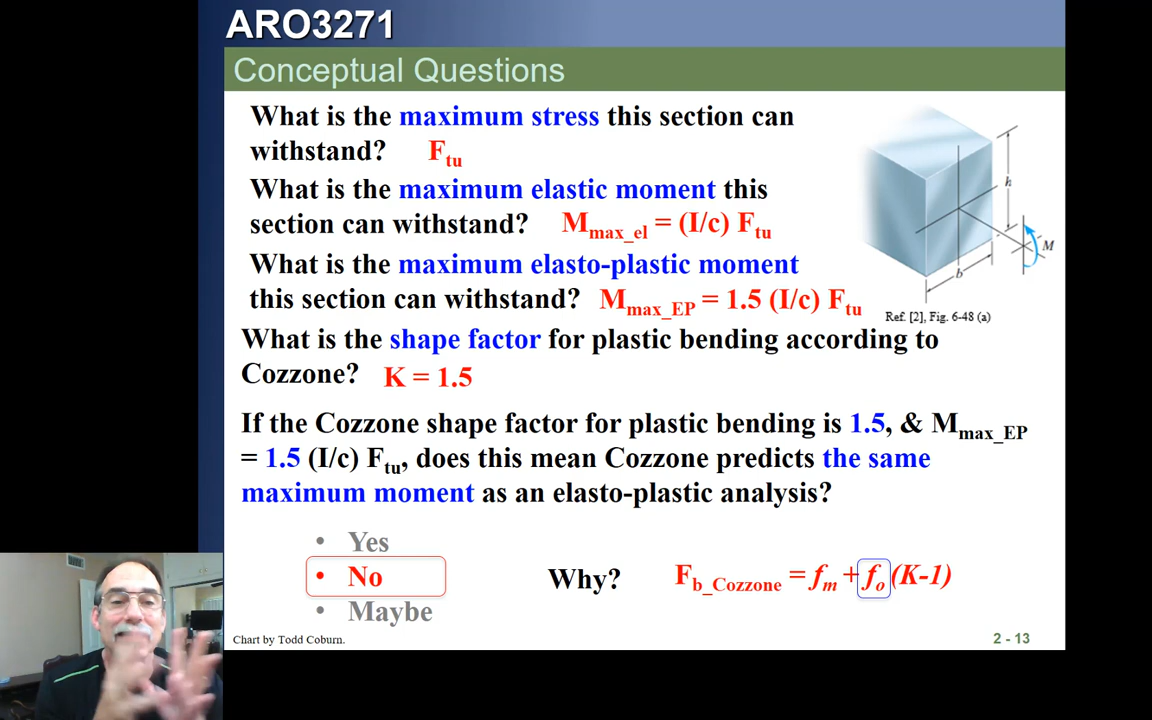 ARO3271
Conceptual Questions
What is the maximum stress this section can
withstand? Ftu
What is the maximum elastic moment this
section can withstand? Mmax_el = (I/c) Ftu
What is the maximum elasto-plastic moment
this section can withstand? Mmax_EP = 1.5 (I/c) Ftu
h
M
b
Ref. [2], Fig. 6-48 (a)
What is the shape factor for plastic bending according to
Cozzone? K = 1.5
If the Cozzone shape factor for plastic bending is 1.5, & Mmax_EP
= 1.5 (I/c) Ftu, does this mean Cozzone predicts the same
maximum moment as an elasto-plastic analysis?
• Yes
• No
• Maybe
Why? Fb_Cozzone = fm + fo (K-1)
Chart by Todd Coburn.
2 - 13